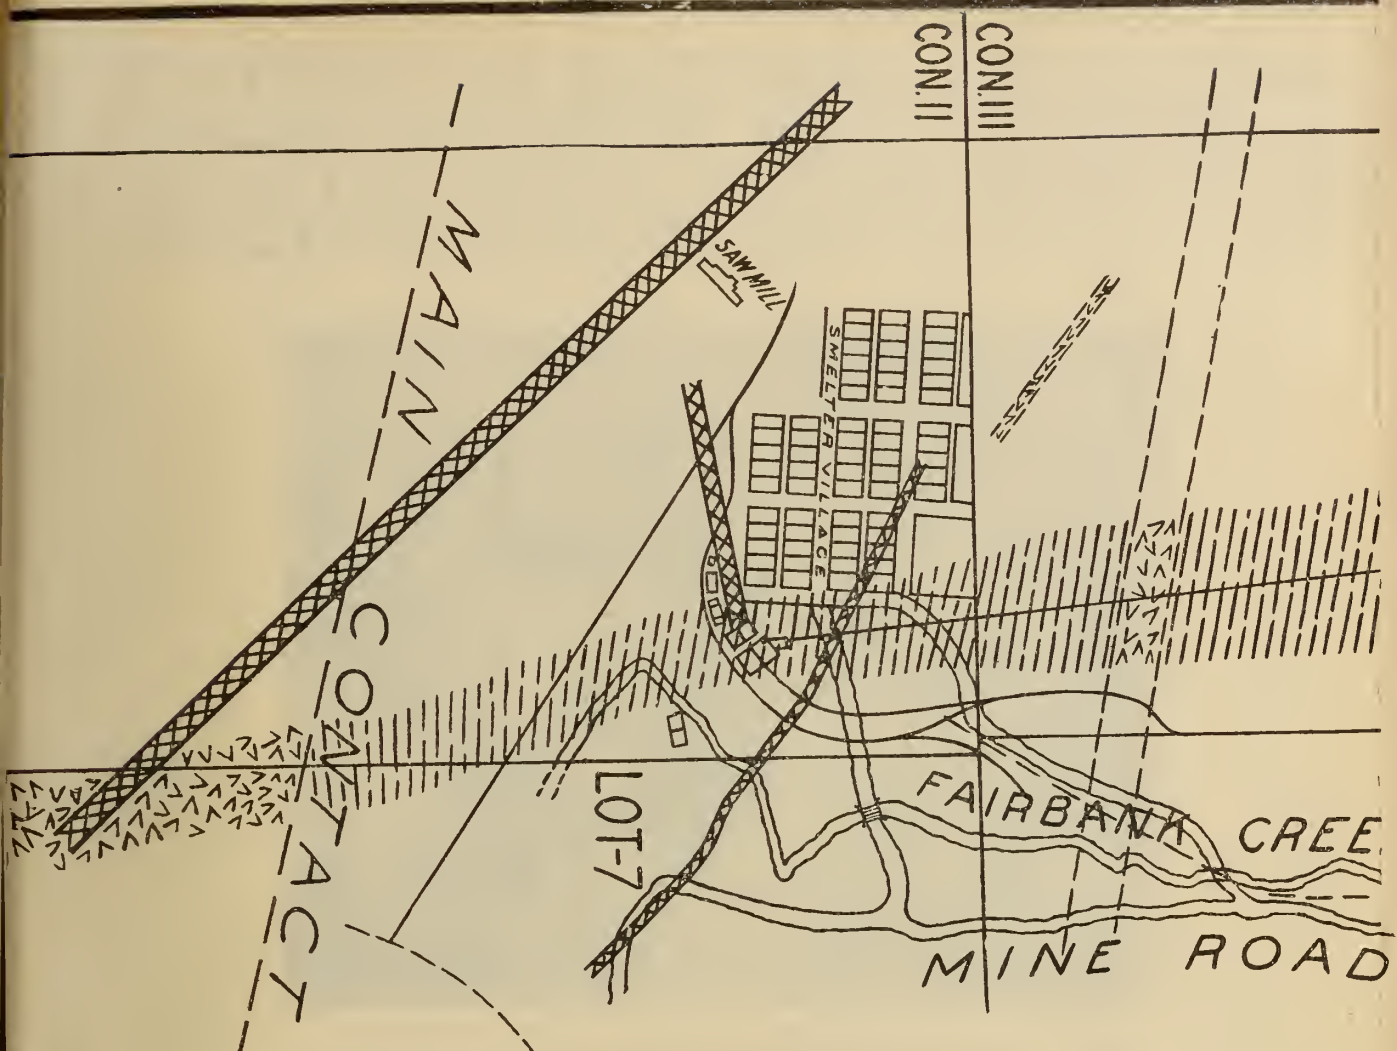 CON. II
CON. III
MAIN CONTACT
SAW MILL
SMELTER VILLAGE
LOT-7
FAIRBANK CREE
MINE ROAD